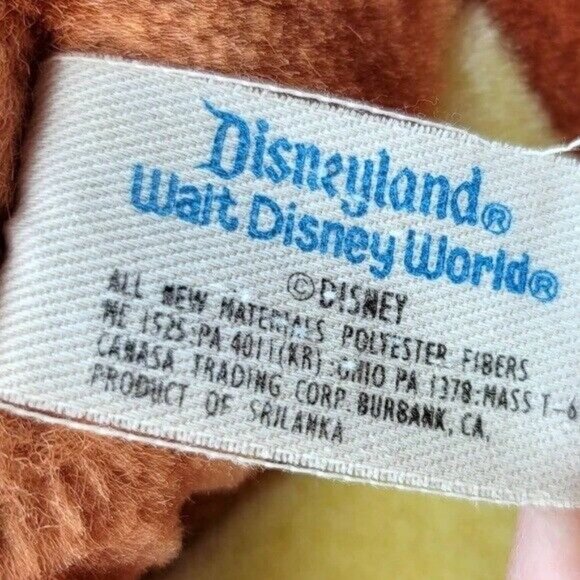 Disneyland®
Walt Disney World®
©DISNEY
ALL NEW MATERIALS POLYESTER FIBERS
ME 1525:PA.4011(KR):OHIO PA 1378:MASS T-6
CANASA TRADING CORP. BURBANK, CA.
PRODUCT OF SRILANKA